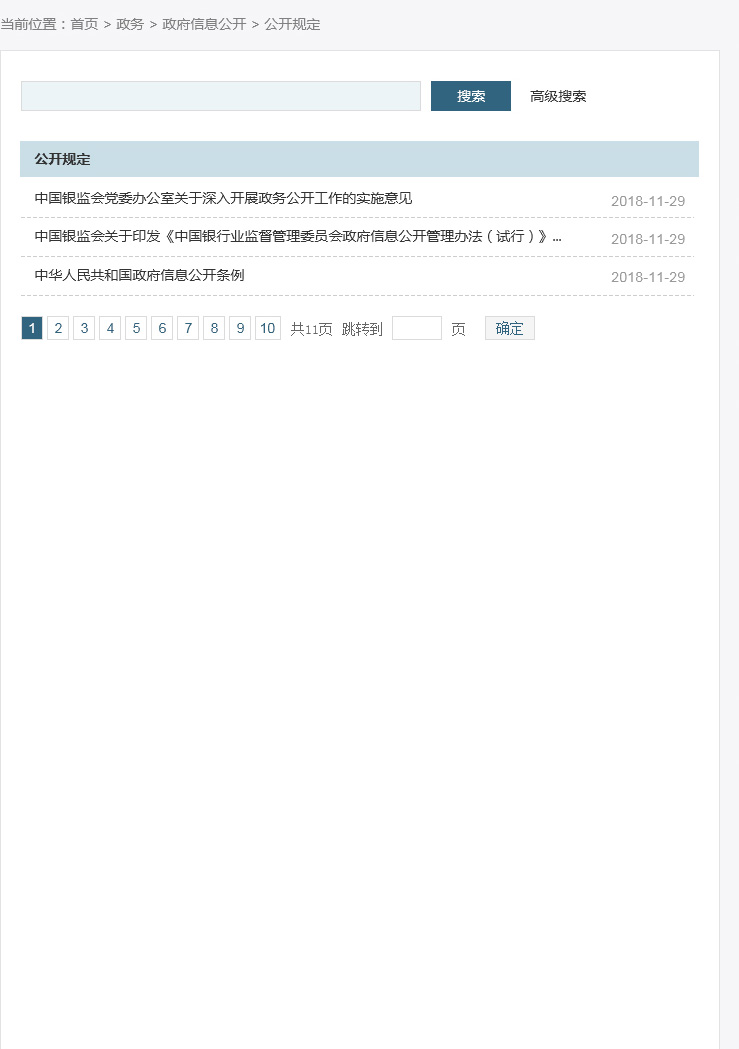 当前位置：首页 > 政务 > 政府信息公开 > 公开规定
搜索 高级搜索
公开规定
中国银监会党委办公室关于深入开展政务公开工作的实施意见 2018-11-29
中国银监会关于印发《中国银行业监督管理委员会政府信息公开管理办法（试行）》... 2018-11-29
中华人民共和国政府信息公开条例 2018-11-29
1 2 3 4 5 6 7 8 9 10 共11页 跳转到 页 确定